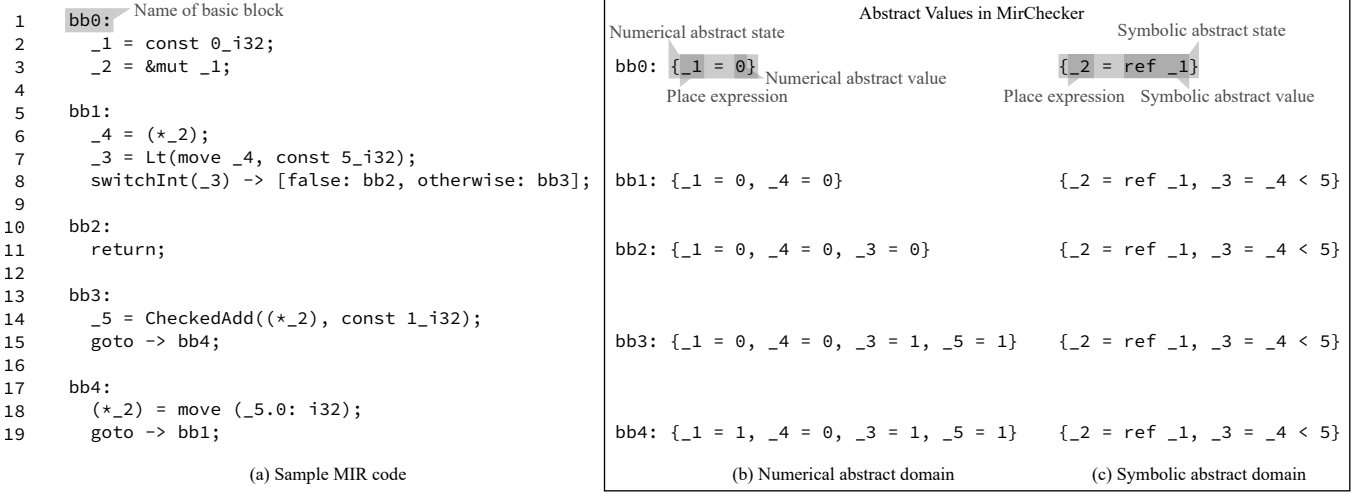 1 bb0: Name of basic block
2 _1 = const 0_i32;
3 _2 = &mut _1;
4
5 bb1:
6 _4 = (*_2);
7 _3 = Lt(move _4, const 5_i32);
8 switchInt(_3) -> [false: bb2, otherwise: bb3];
9
10 bb2:
11 return;
12
13 bb3:
14 _5 = CheckedAdd((*_2), const 1_i32);
15 goto -> bb4;
16
17 bb4:
18 (*_2) = move (_5.0: i32);
19 goto -> bb1;
(a) Sample MIR code
Abstract Values in MirChecker
Numerical abstract state Symbolic abstract state
bb0: {_1 = 0} {_2 = ref _1}
Numerical abstract value
Place expression Place expression Symbolic abstract value
bb1: {_1 = 0, _4 = 0} {_2 = ref _1, _3 = _4 < 5}
bb2: {_1 = 0, _4 = 0, _3 = 0} {_2 = ref _1, _3 = _4 < 5}
bb3: {_1 = 0, _4 = 0, _3 = 1, _5 = 1} {_2 = ref _1, _3 = _4 < 5}
bb4: {_1 = 1, _4 = 0, _3 = 1, _5 = 1} {_2 = ref _1, _3 = _4 < 5}
(b) Numerical abstract domain (c) Symbolic abstract domain